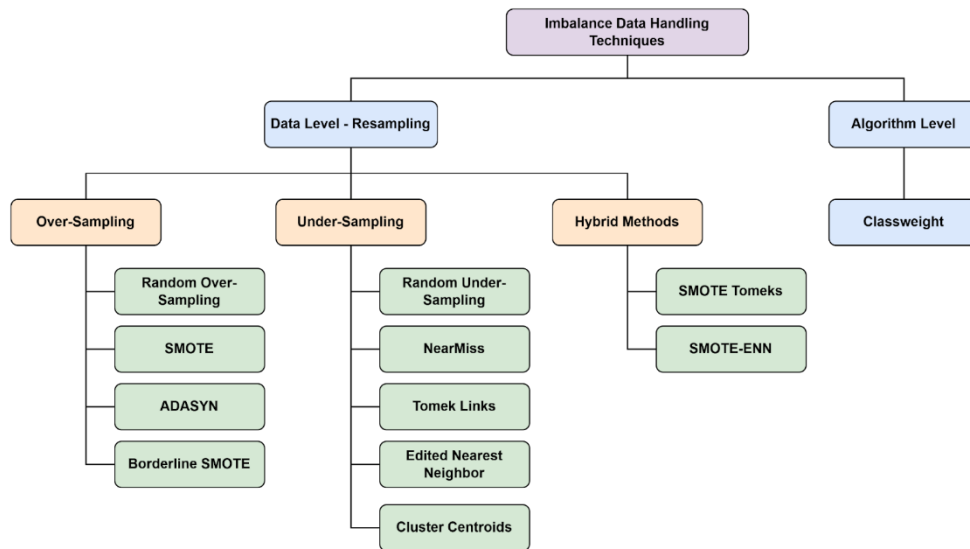 Imbalance Data Handling
Techniques
Data Level - Resampling
Algorithm Level
Over-Sampling
Under-Sampling
Hybrid Methods
Classweight
Random Over-
Sampling
SMOTE
ADASYN
Borderline SMOTE
Random Under-
Sampling
NearMiss
Tomek Links
Edited Nearest
Neighbor
Cluster Centroids
SMOTE Tomeks
SMOTE-ENN